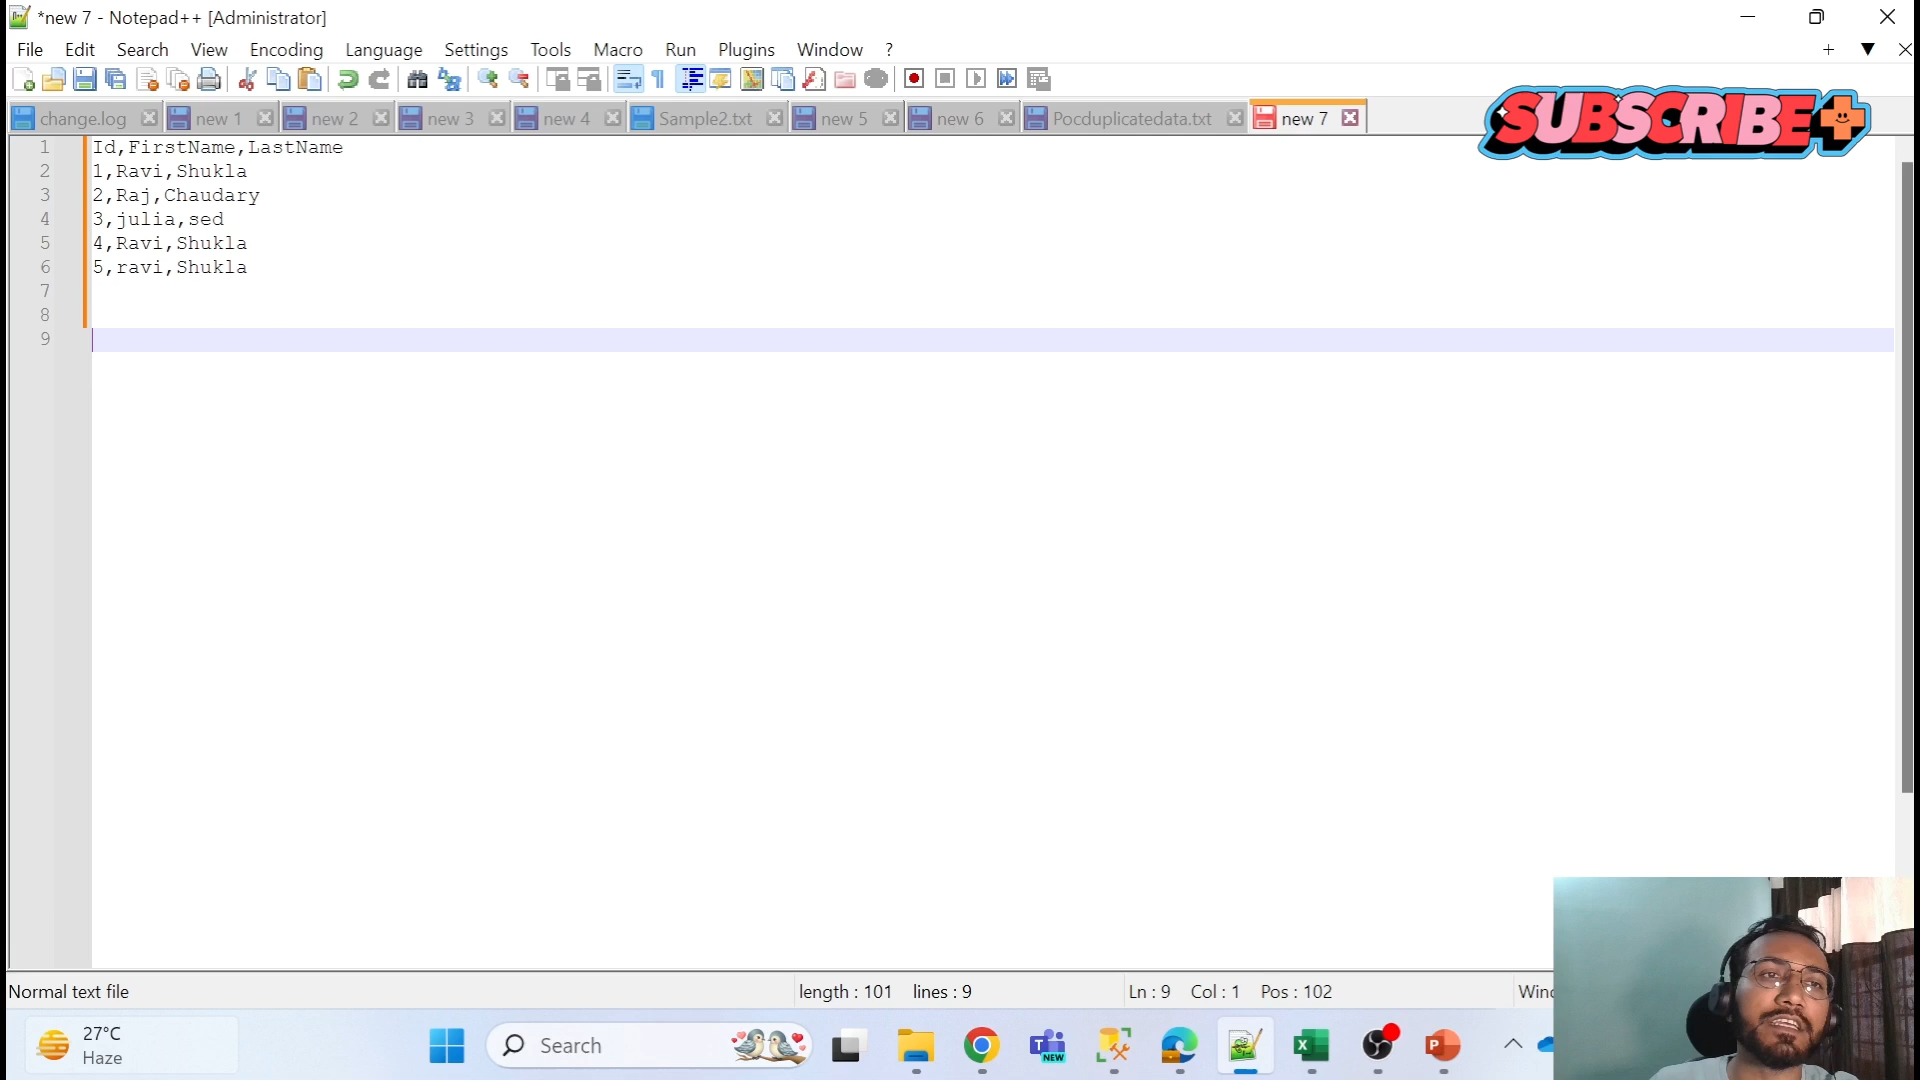 *new 7 - Notepad++ [Administrator]
File Edit Search View Encoding Language Settings Tools Macro Run Plugins Window ?
change.log new 1 new 2 new 3 new 4 Sample2.txt new 5 new 6 Pocduplicatedata.txt new 7
SUBSCRIBE
1 Id,FirstName,LastName
2 1,Ravi,Shukla
3 2,Raj,Chaudary
4 3,julia,sed
5 4,Ravi,Shukla
6 5,ravi,Shukla
7
8
9
Normal text file length : 101 lines : 9 Ln : 9 Col : 1 Pos : 102 Wind
27°C
Haze
Search
T NEW
X
P